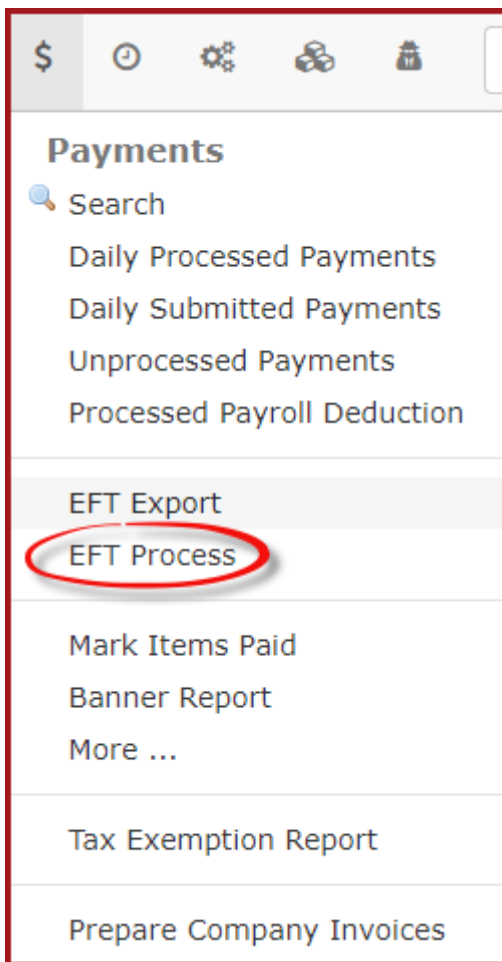 $
Payments
Search
Daily Processed Payments
Daily Submitted Payments
Unprocessed Payments
Processed Payroll Deduction
EFT Export
EFT Process
Mark Items Paid
Banner Report
More ...
Tax Exemption Report
Prepare Company Invoices